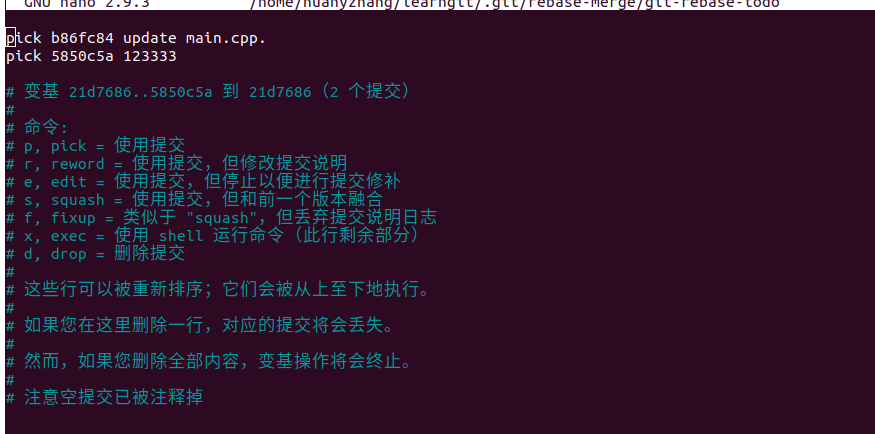 GNU nano 2.9.3 /home/huanyzhang/learngit/.git/rebase-merge/git-rebase-todo
pick b86fc84 update main.cpp.
pick 5850c5a 123333
# 变基 21d7686..5850c5a 到 21d7686（2 个提交）
#
# 命令:
# p, pick = 使用提交
# r, reword = 使用提交，但修改提交说明
# e, edit = 使用提交，但停止以便进行提交修补
# s, squash = 使用提交，但和前一个版本融合
# f, fixup = 类似于 "squash"，但丢弃提交说明日志
# x, exec = 使用 shell 运行命令（此行剩余部分）
# d, drop = 删除提交
#
# 这些行可以被重新排序；它们会被从上至下地执行。
#
# 如果您在这里删除一行，对应的提交将会丢失。
#
# 然而，如果您删除全部内容，变基操作将会终止。
#
# 注意空提交已被注释掉